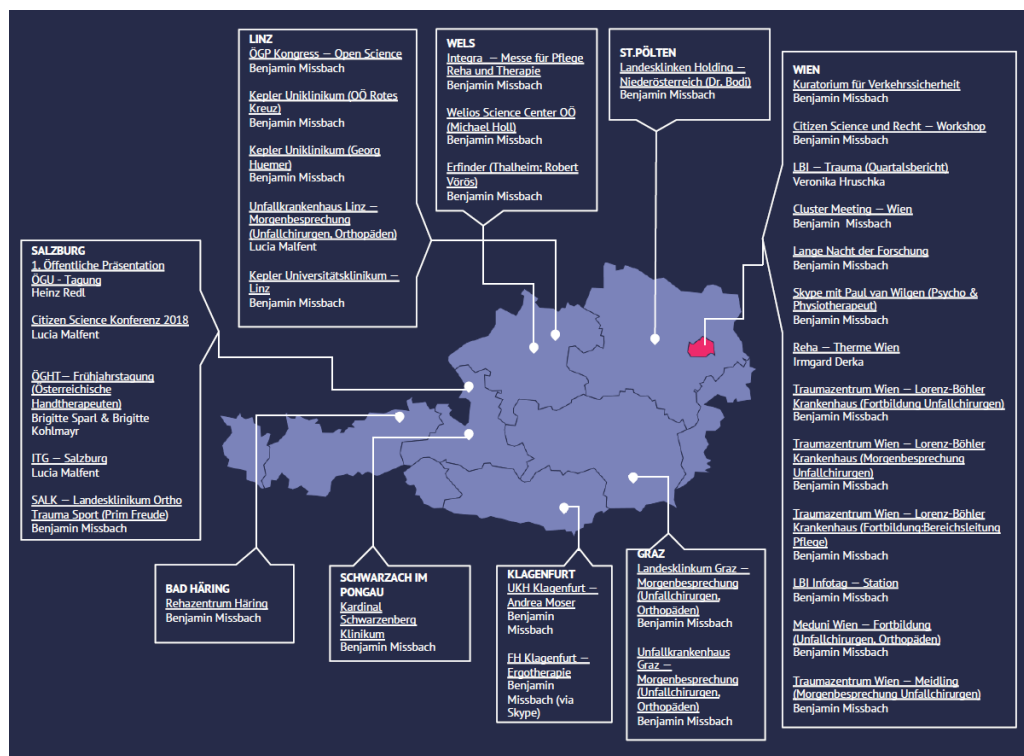 LINZ
ÖGP Kongress — Open Science
Benjamin Missbach
Kepler Uniklinikum (OÖ Rotes
Kreuz)
Benjamin Missbach
Kepler Uniklinikum (Georg
Huemer)
Benjamin Missbach
Unfallkrankenhaus Linz —
Morgenbesprechung
(Unfallchirurgen, Orthopäden)
Lucia Malfent
Kepler Universitätsklinikum —
Linz
Benjamin Missbach
WELS
Integra — Messe für Pflege
Reha und Therapie
Benjamin Missbach
Welios Science Center OÖ
(Michael Holl)
Benjamin Missbach
Erfinder (Thalheim; Robert
Vörös)
Benjamin Missbach
ST.PÖLTEN
Landesklinken Holding —
Niederösterreich (Dr. Bodi)
Benjamin Missbach
WIEN
Kuratorium für Verkehrssicherheit
Benjamin Missbach
Citizen Science und Recht — Workshop
Benjamin Missbach
LBI — Trauma (Quartalsbericht)
Veronika Hruschka
Cluster Meeting — Wien
Benjamin Missbach
Lange Nacht der Forschung
Benjamin Missbach
Skype mit Paul van Wilgen (Psycho &
Physiotherapeut)
Benjamin Missbach
Reha — Therme Wien
Irmgard Derka
Traumazentrum Wien — Lorenz-Böhler
Krankenhaus (Fortbildung Unfallchirurgen)
Benjamin Missbach
Traumazentrum Wien — Lorenz-Böhler
Krankenhaus (Morgenbesprechung
Unfallchirurgen)
Benjamin Missbach
Traumazentrum Wien — Lorenz-Böhler
Krankenhaus (Fortbildung:Bereichsleitung
Pflege)
Benjamin Missbach
LBI Infotag — Station
Benjamin Missbach
Meduni Wien — Fortbildung
(Unfallchirurgen, Orthopäden)
Benjamin Missbach
Traumazentrum Wien — Meidling
(Morgenbesprechung Unfallchirurgen)
Benjamin Missbach
SALZBURG
1. Öffentliche Präsentation
ÖGU - Tagung
Heinz Redl
Citizen Science Konferenz 2018
Lucia Malfent
ÖGHT— Frühjahrstagung
(Österreichische
Handtherapeuten)
Brigitte Sparl & Brigitte
Kohlmayr
ITG — Salzburg
Lucia Malfent
SALK — Landesklinikum Ortho
Trauma Sport (Prim Freude)
Benjamin Missbach
BAD HÄRING
Rehazentrum Häring
Benjamin Missbach
SCHWARZACH IM
PONGAU
Kardinal
Schwarzenberg
Klinikum
Benjamin Missbach
KLAGENFURT
UKH Klagenfurt —
Andrea Moser
Benjamin
Missbach
FH Klagenfurt —
Ergotherapie
Benjamin
Missbach (via
Skype)
GRAZ
Landesklinkum Graz —
Morgenbesprechung
(Unfallchirurgen,
Orthopäden)
Benjamin Missbach
Unfallkrankenhaus
Graz —
Morgenbesprechung
(Unfallchirurgen,
Orthopäden)
Benjamin Missbach